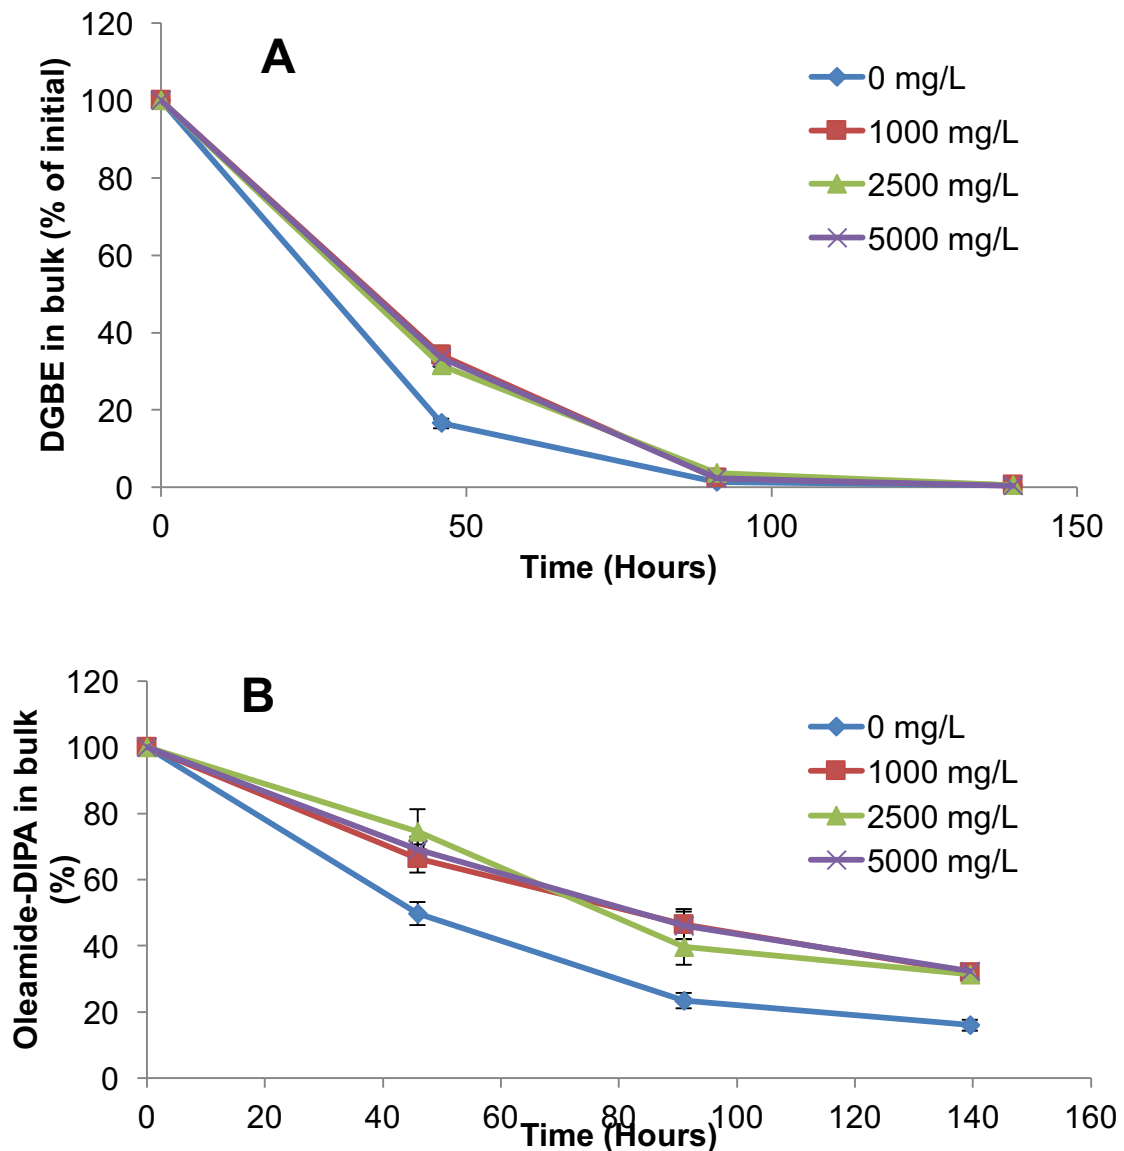 A
DGBE in bulk (% of initial)
120
100
80
60
40
20
0
0 mg/L
1000 mg/L
2500 mg/L
5000 mg/L
0 50 100 150
Time (Hours)
B
Oleamide-DIPA in bulk
(%)
120
100
80
60
40
20
0
0 mg/L
1000 mg/L
2500 mg/L
5000 mg/L
0 20 40 60 80 100 120 140 160
Time (Hours)